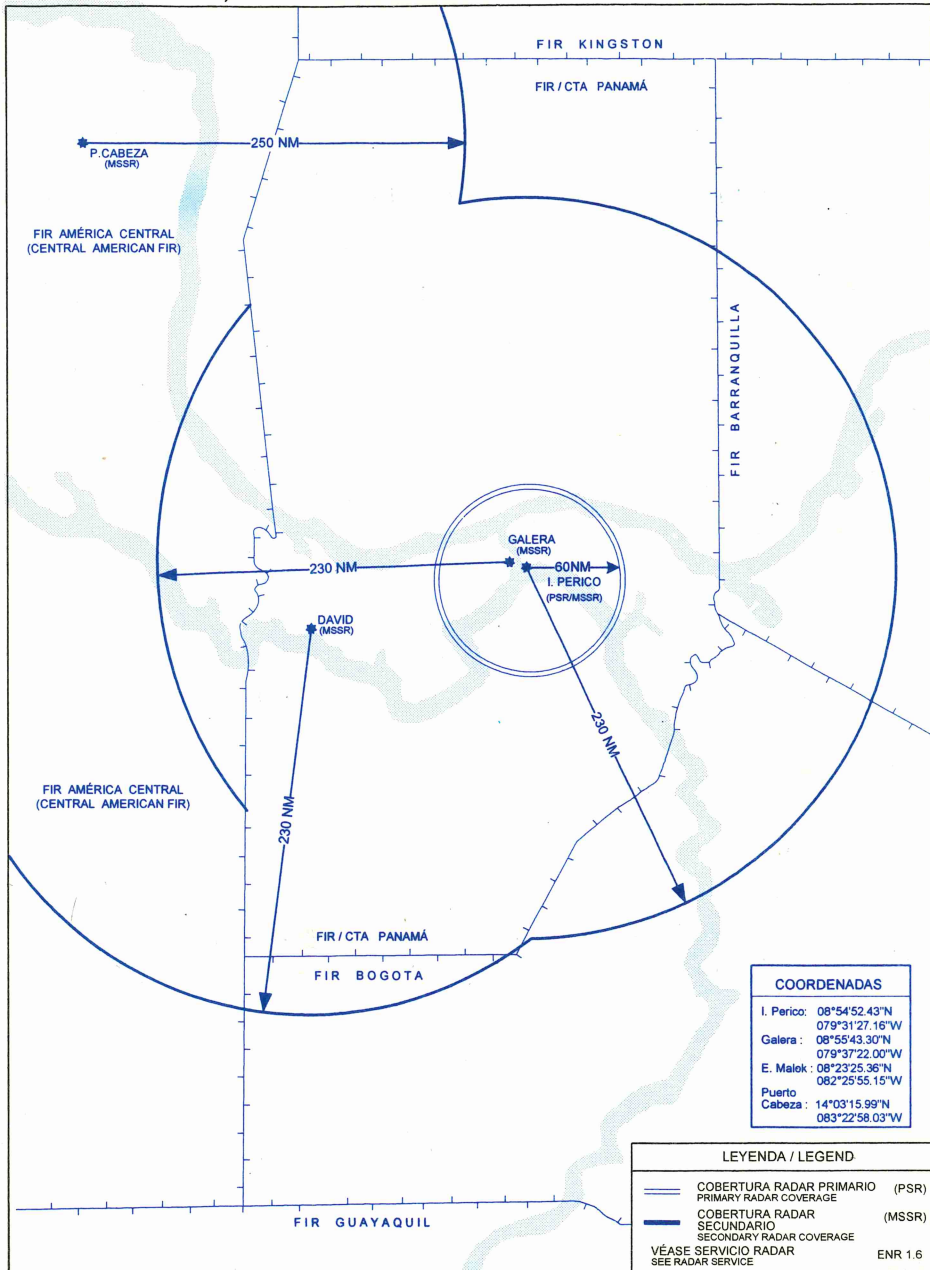 FIR KINGSTON
FIR / CTA PANAMÁ
250 NM
P.CABEZA
(MSSR)
FIR AMÉRICA CENTRAL
(CENTRAL AMERICAN FIR)
FIR BARRANQUILLA
GALERA
(MSSR)
230 NM
60NM
I. PERICO
(PSR/MSSR)
DAVID
(MSSR)
230 NM
FIR AMÉRICA CENTRAL
(CENTRAL AMERICAN FIR)
230 NM
FIR / CTA PANAMÁ
FIR BOGOTA
COORDENADAS
I. Perico: 08°54'52.43"N
079°31'27.16"W
Galera : 08°55'43.30"N
079°37'22.00"W
E. Malek : 08°23'25.36"N
082°25'55.15"W
Puerto
Cabeza : 14°03'15.99"N
083°22'58.03"W
LEYENDA / LEGEND
COBERTURA RADAR PRIMARIO (PSR)
PRIMARY RADAR COVERAGE
COBERTURA RADAR (MSSR)
SECUNDARIO
SECONDARY RADAR COVERAGE
VÉASE SERVICIO RADAR ENR 1.6
SEE RADAR SERVICE
FIR GUAYAQUIL